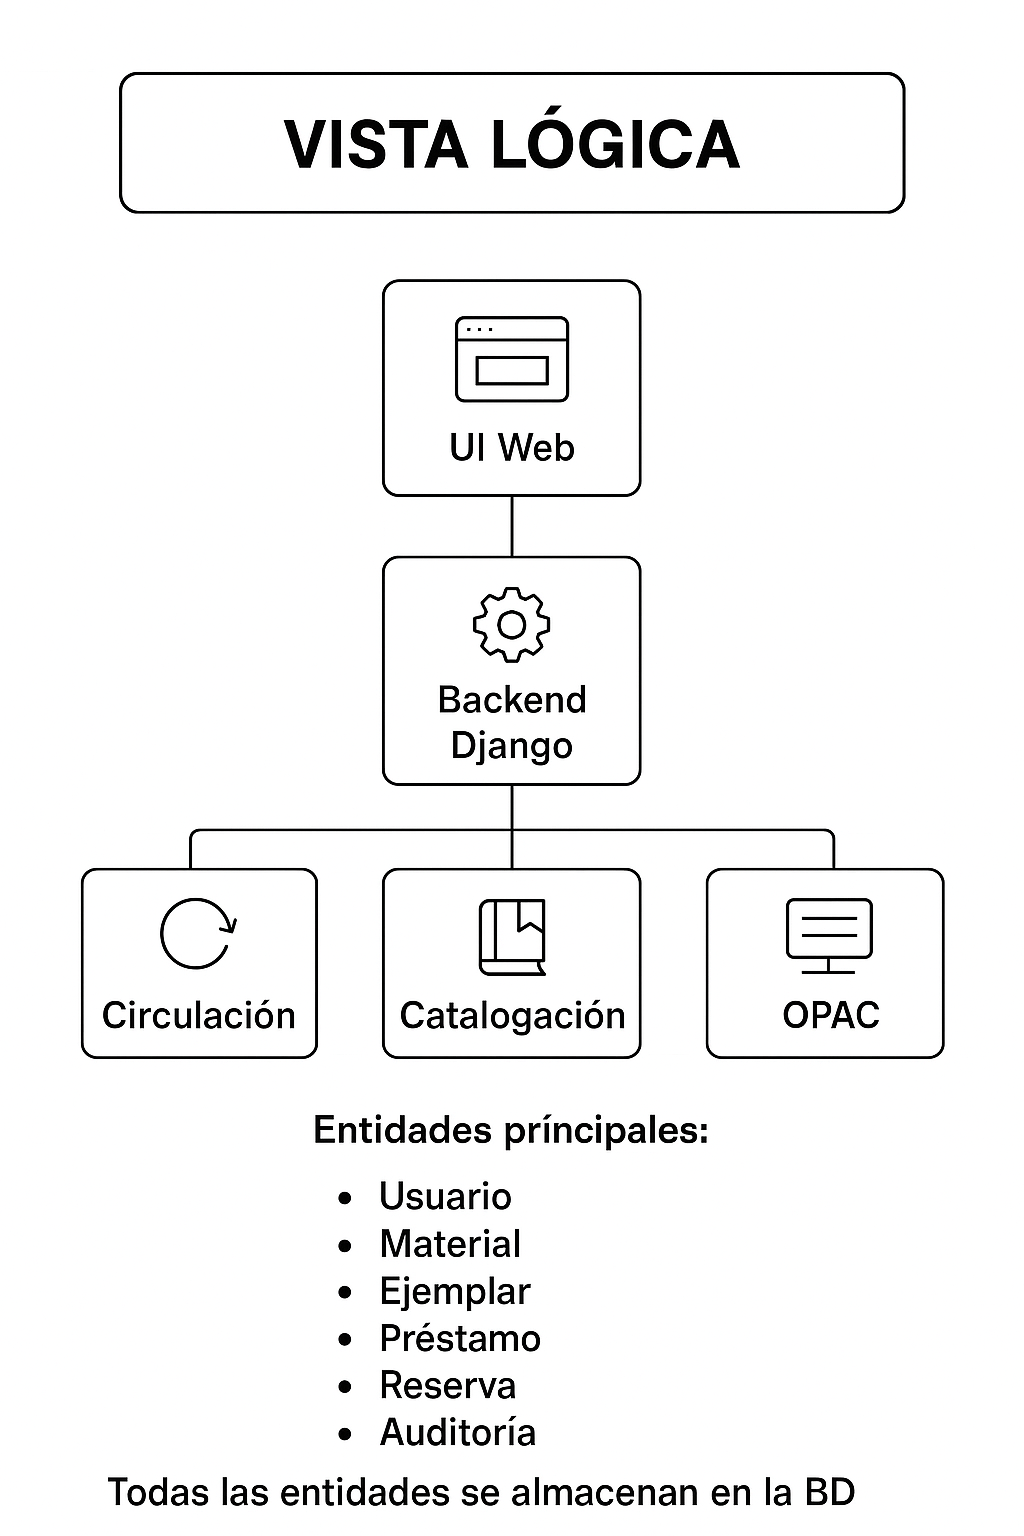 VISTA LÓGICA
UI Web
Backend
Django
Circulación
Catalogación
OPAC
Entidades príncipales:
• Usuario
• Material
• Ejemplar
• Préstamo
• Reserva
• Auditoría
Todas las entidades se almacenan en la BD